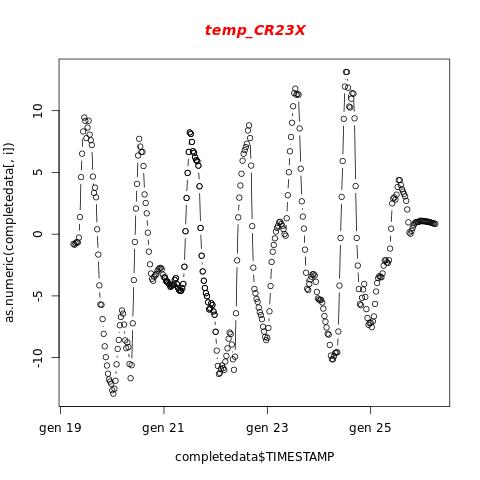 temp_CR23X
as.numeric(completedata[, i])
10
5
0
-5
-10
gen 19
gen 21
gen 23
gen 25
completedata$TIMESTAMP